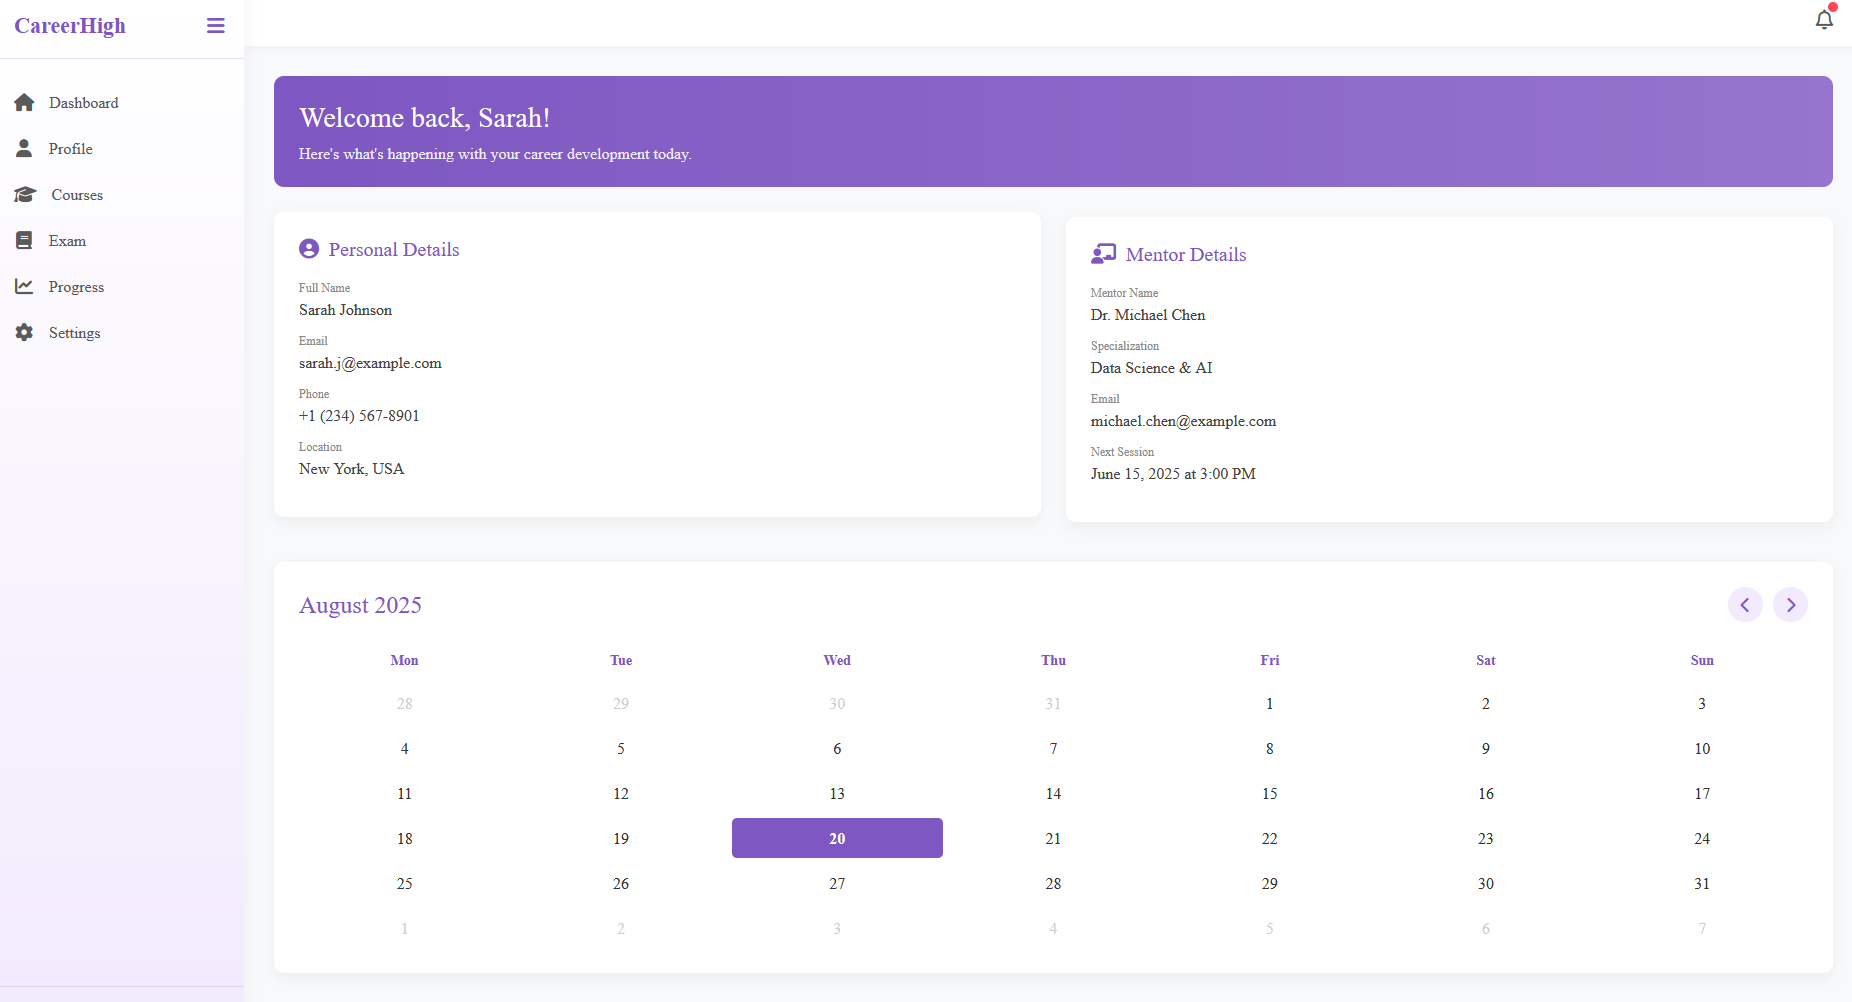 CareerHigh
Dashboard
Profile
Courses
Exam
Progress
Settings
Welcome back, Sarah!
Here's what's happening with your career development today.
Personal Details
Full Name
Sarah Johnson
Email
sarah.j@example.com
Phone
+1 (234) 567-8901
Location
New York, USA
Mentor Details
Mentor Name
Dr. Michael Chen
Specialization
Data Science & AI
Email
michael.chen@example.com
Next Session
June 15, 2025 at 3:00 PM
August 2025
Mon Tue Wed Thu Fri Sat Sun
28 29 30 31 1 2 3
4 5 6 7 8 9 10
11 12 13 14 15 16 17
18 19 20 21 22 23 24
25 26 27 28 29 30 31
1 2 3 4 5 6 7